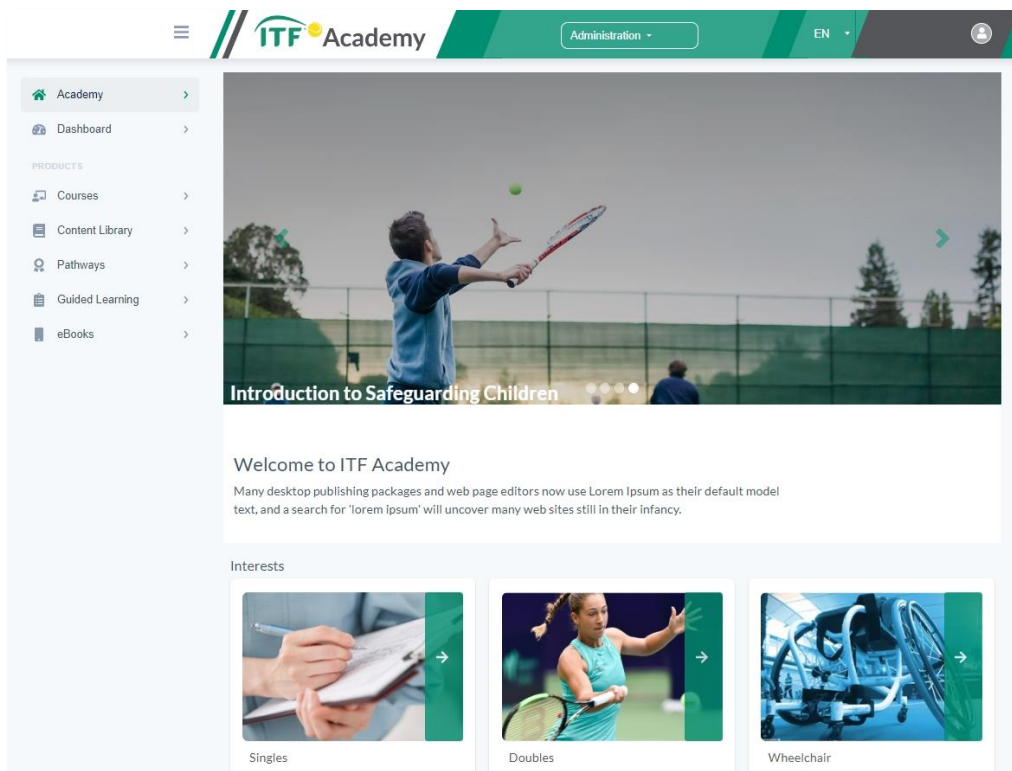 ITF Academy
Administration
EN
Academy
Dashboard
PRODUCTS
Courses
Content Library
Pathways
Guided Learning
eBooks
Introduction to Safeguarding Children
Welcome to ITF Academy
Many desktop publishing packages and web page editors now use Lorem Ipsum as their default model
text, and a search for 'lorem ipsum' will uncover many web sites still in their infancy.
Interests
Singles
Doubles
Wheelchair